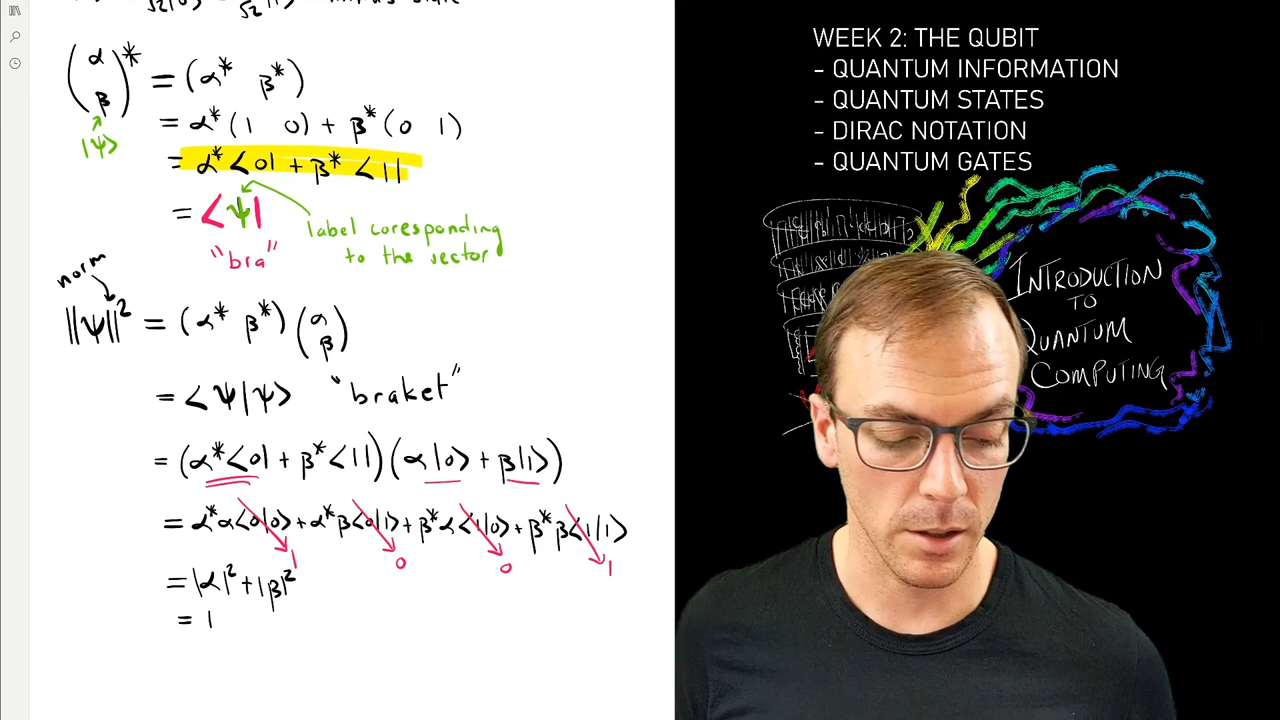 (α β)* = (α* β*)
|ψ>
= α* (1 0) + β* (0 1)
= α* <0| + β* <1|
= <ψ|
"bra"
label coresponding
to the vector
norm
||ψ||² = (α* β*) (α β)
= <ψ|ψ> "braket"
= (α*<0| + β*<1|)(α|0> + β|1>)
= α*α<0|0> + α*β<0|1> + β*α<1|0> + β*β<1|1>
1 0 0 1
= |α|² + |β|²
= 1
WEEK 2: THE QUBIT
- QUANTUM INFORMATION
- QUANTUM STATES
- DIRAC NOTATION
- QUANTUM GATES
INTRODUCTION
TO
QUANTUM
COMPUTING